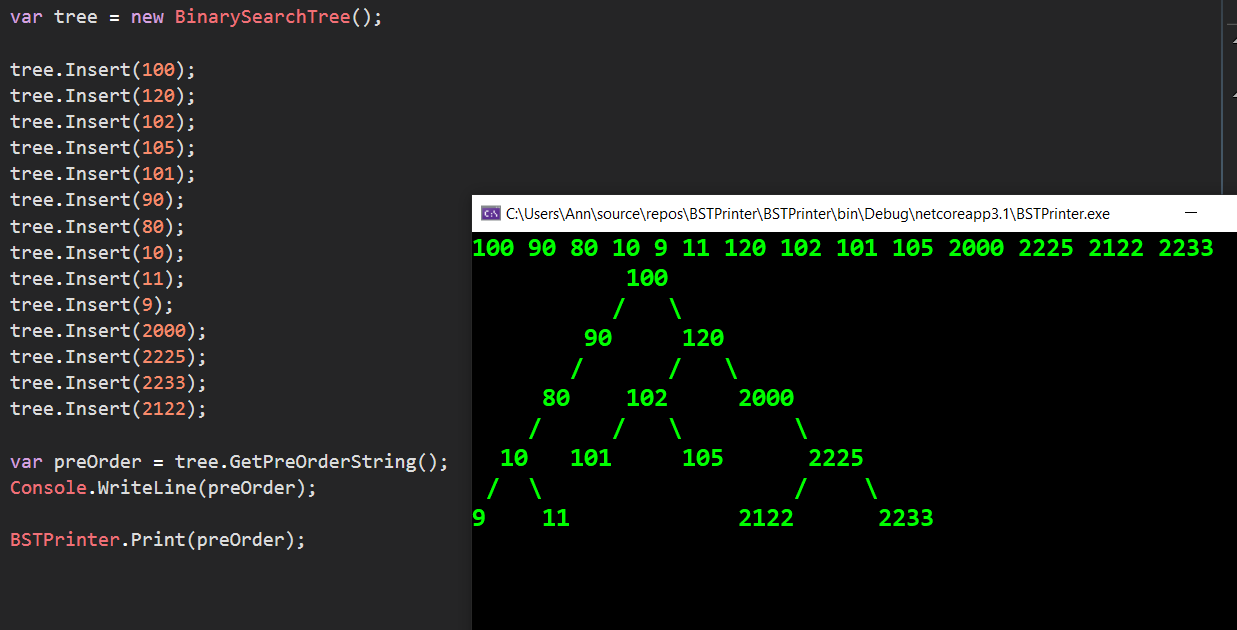 var tree = new BinarySearchTree();
tree.Insert(100);
tree.Insert(120);
tree.Insert(102);
tree.Insert(105);
tree.Insert(101);
tree.Insert(90);
tree.Insert(80);
tree.Insert(10);
tree.Insert(11);
tree.Insert(9);
tree.Insert(2000);
tree.Insert(2225);
tree.Insert(2233);
tree.Insert(2122);
var preOrder = tree.GetPreOrderString();
Console.WriteLine(preOrder);
BSTPrinter.Print(preOrder);
C:\Users\Ann\source\repos\BSTPrinter\BSTPrinter\bin\Debug\netcoreapp3.1\BSTPrinter.exe
100 90 80 10 9 11 120 102 101 105 2000 2225 2122 2233
           100
          /   \
        90     120
       /      /   \
     80    102     2000
    /     /   \        \
  10   101     105      2225
 /  \                  /    \
9    11            2122      2233